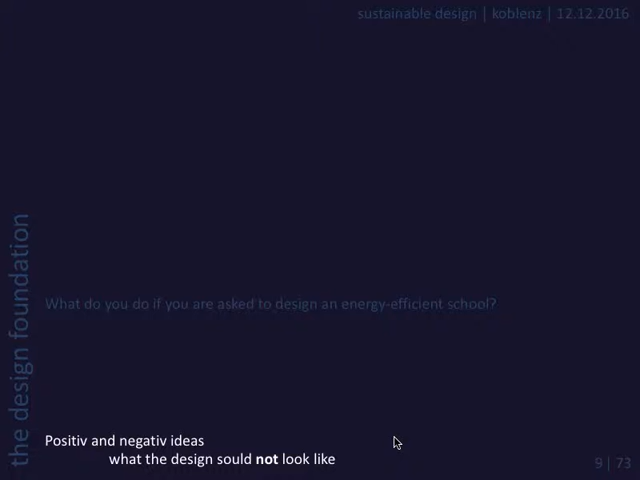 sustainable design | koblenz | 12.12.2016
the design foundation
What do you do if you are asked to design an energy-efficient school?
Positiv and negativ ideas
what the design sould not look like
9 | 73